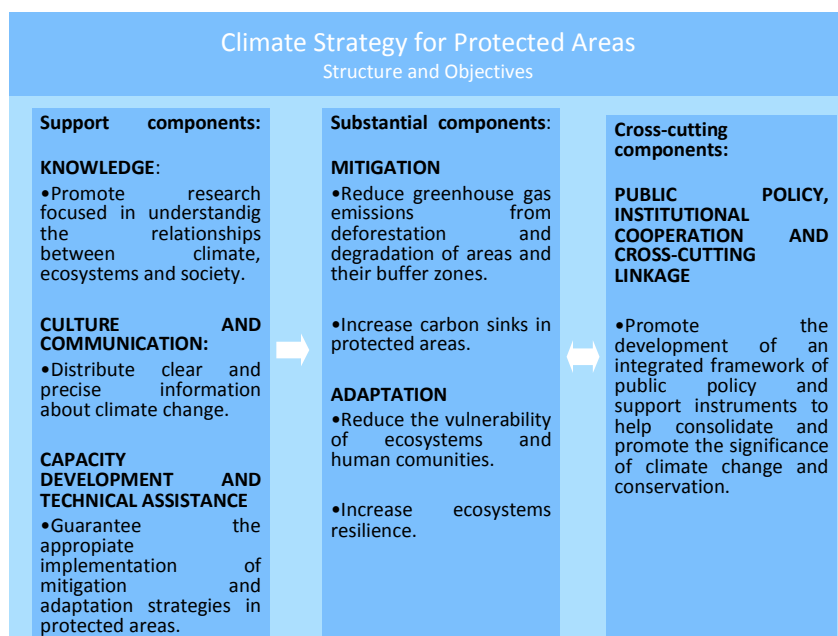 Climate Strategy for Protected Areas
Structure and Objectives
Support components:
KNOWLEDGE:
•Promote research
focused in understandig
the relationships
between climate,
ecosystems and society.
CULTURE AND
COMMUNICATION:
•Distribute clear and
precise information
about climate change.
CAPACITY
DEVELOPMENT AND
TECHNICAL ASSISTANCE
•Guarantee the
appropiate
implementation of
mitigation and
adaptation strategies in
protected areas.
Substantial components:
MITIGATION
•Reduce greenhouse gas
emissions from
deforestation and
degradation of areas and
their buffer zones.
•Increase carbon sinks in
protected areas.
ADAPTATION
•Reduce the vulnerability
of ecosystems and
human comunities.
•Increase ecosystems
resilience.
Cross-cutting
components:
PUBLIC POLICY,
INSTITUTIONAL
COOPERATION AND
CROSS-CUTTING
LINKAGE
•Promote the
development of an
integrated framework of
public policy and
support instruments to
help consolidate and
promote the significance
of climate change and
conservation.